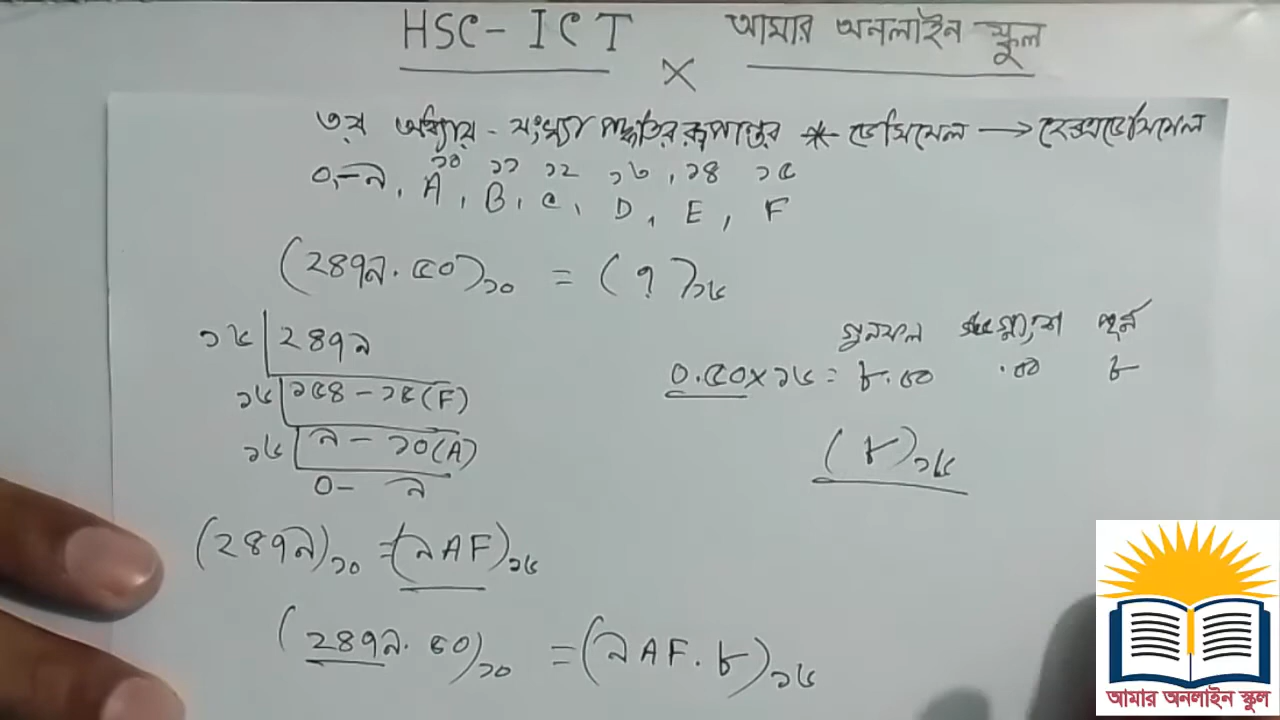 HSC-ICT × আমার অনলাইন স্কুল
৩য় অধ্যায় - সংখ্যা পদ্ধতির রূপান্তর * ডেসিমেল → হেক্সাডেসিমেল
১০ ১১ ১২ ১৩, ১৪ ১৫
০-৯, A, B, C, D, E, F
(২৪৭৯.৫০)১০ = (?)১৬
১৬ ২৪৭৯
১৬ ১৫৪ - ১৫(F)
১৬ ৯ - ১০(A)
০ - ৯
গুনফল ভগ্নাংশ পূর্ন
০.৫০×১৬ = ৮.০০ .০০ ৮
(৮)১৬
(২৪৭৯)১০ = (৯AF)১৬
(২৪৭৯.৫০)১০ = (৯AF.৮)১৬
আমার অনলাইন স্কুল